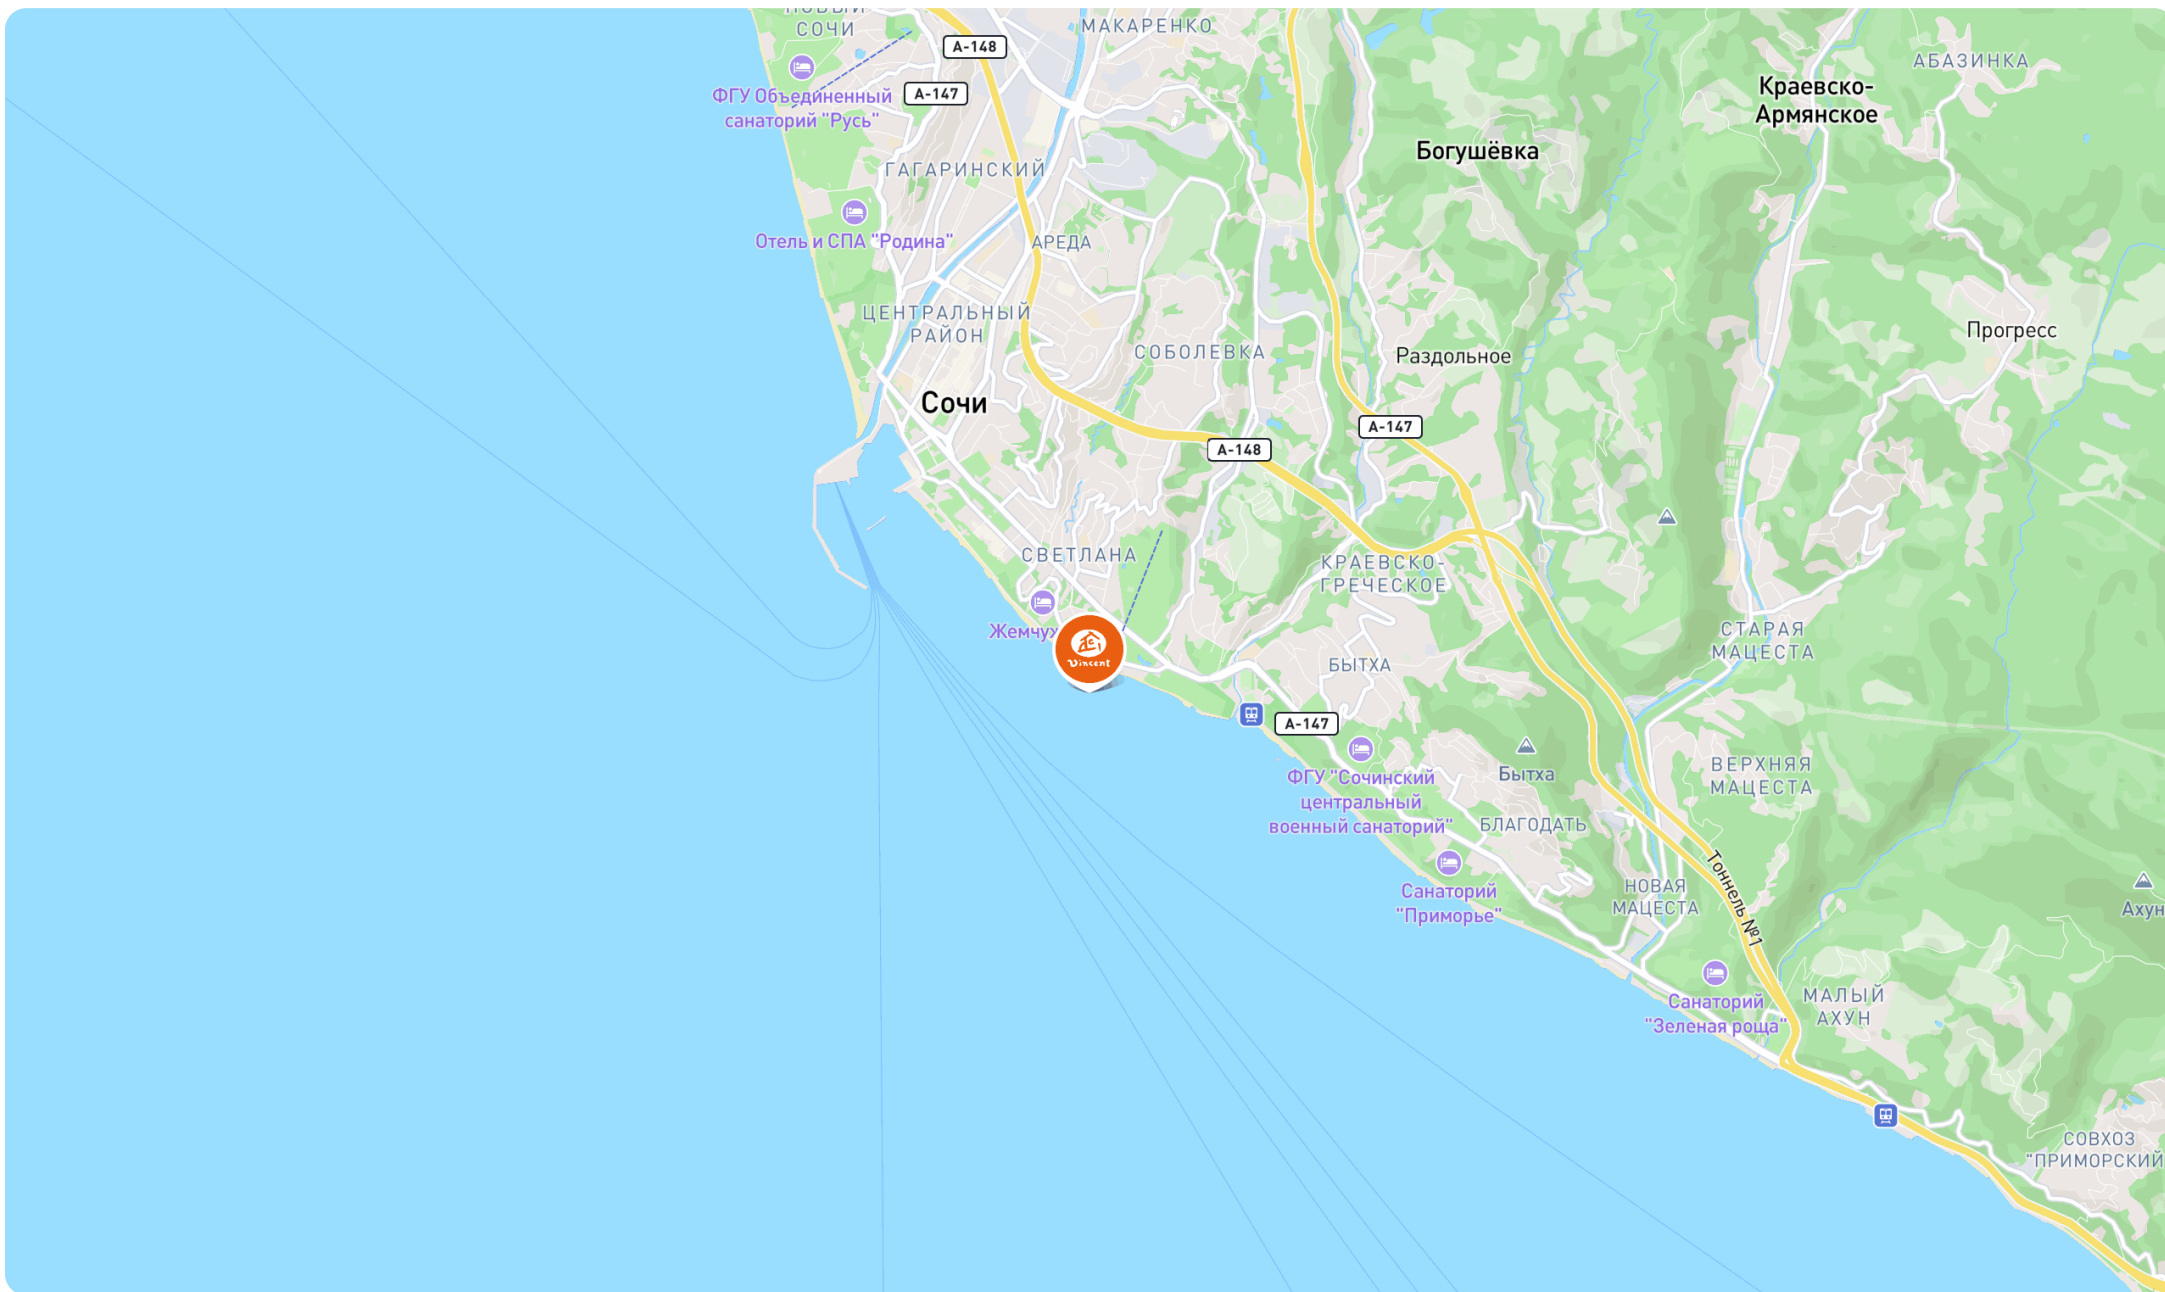 НОВЫЙ
СОЧИ
МАКАРЕНКО
А-148
АБАЗИНКА
ФГУ Объединенный
санаторий "Русь"
А-147
Краевско-
Армянское
Богушёвка
ГАГАРИНСКИЙ
Отель и СПА "Родина"
АРЕДА
ЦЕНТРАЛЬНЫЙ
РАЙОН
СОБОЛЕВКА
Раздольное
Прогресс
Сочи
А-147
А-148
СВЕТЛАНА
КРАЕВСКО-
ГРЕЧЕСКОЕ
Жемчуж
Vincent
СТАРАЯ
МАЦЕСТА
БЫТХА
А-147
ФГУ "Сочинский
центральный
военный санаторий"
Бытха
ВЕРХНЯЯ
МАЦЕСТА
БЛАГОДАТЬ
Санаторий
"Приморье"
НОВАЯ
МАЦЕСТА
Тоннель №1
Ахун
Санаторий
"Зеленая роща"
МАЛЫЙ
АХУН
СОВХОЗ
"ПРИМОРСКИЙ